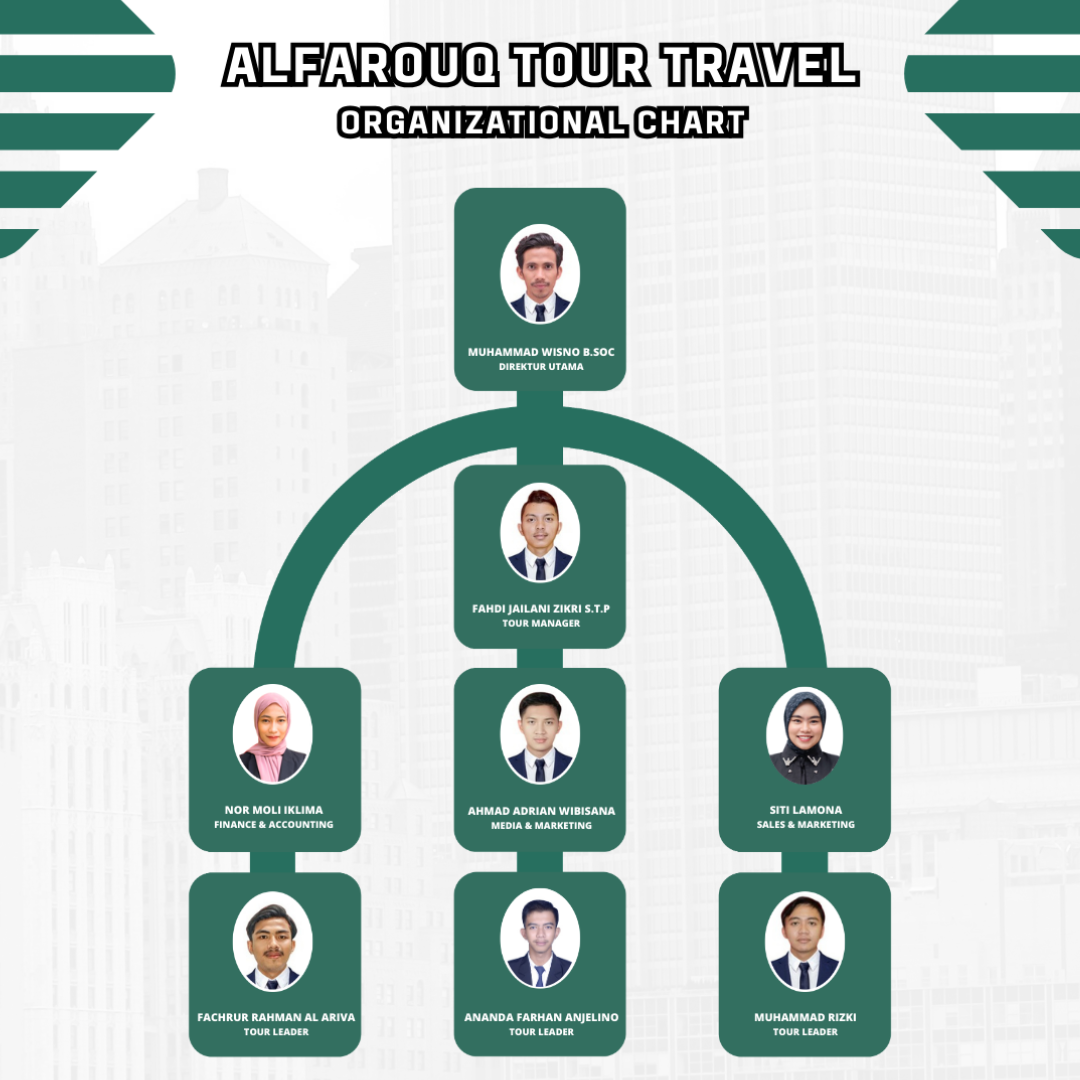 ALFAROUQ TOUR TRAVEL
ORGANIZATIONAL CHART
MUHAMMAD WISNO B.SOC
DIREKTUR UTAMA
FAHDI JAILANI ZIKRI S.T.P
TOUR MANAGER
NOR MOLI IKLIMA
FINANCE & ACCOUNTING
AHMAD ADRIAN WIBISANA
MEDIA & MARKETING
SITI LAMONA
SALES & MARKETING
FACHRUR RAHMAN AL ARIVA
TOUR LEADER
ANANDA FARHAN ANJELINO
TOUR LEADER
MUHAMMAD RIZKI
TOUR LEADER